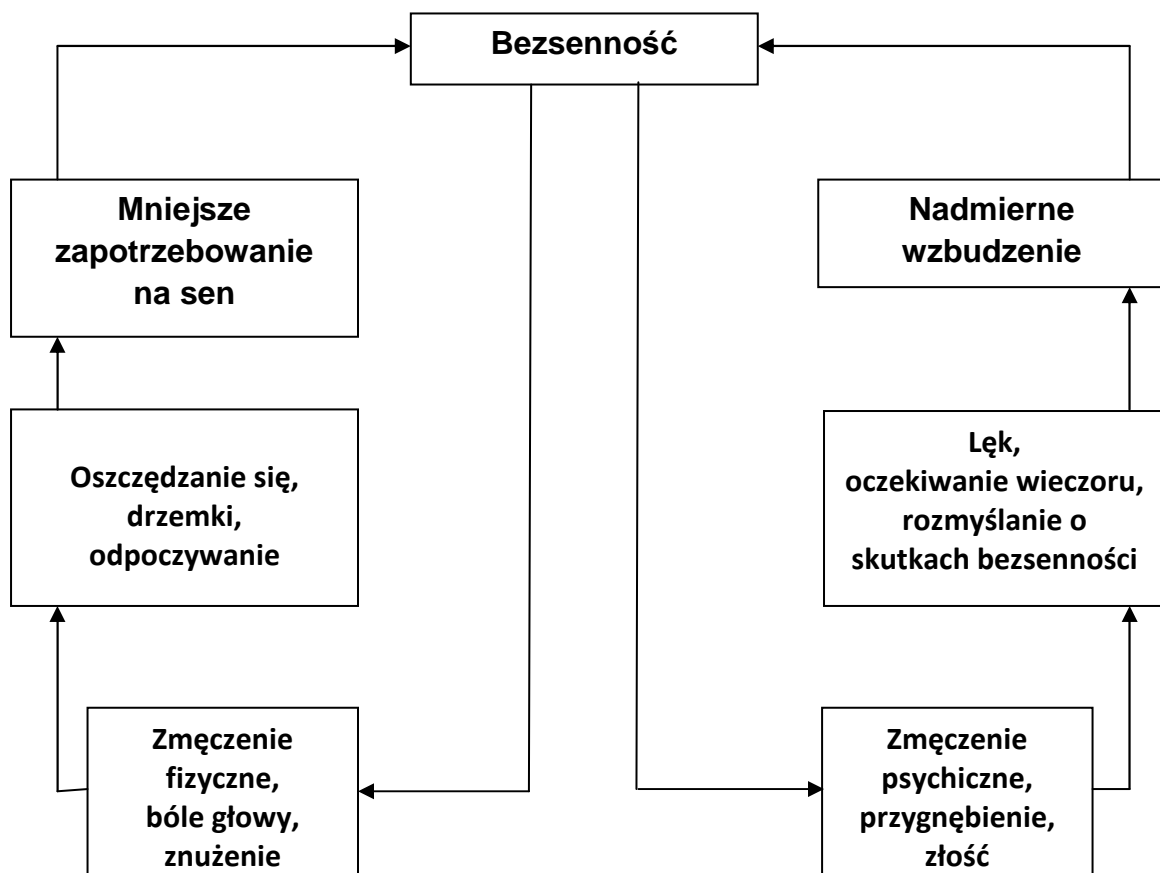 Bezsenność
Mniejsze
zapotrzebowanie
na sen
Nadmierne
wzbudzenie
Oszczędzanie się,
drzemki,
odpoczywanie
Lęk,
oczekiwanie wieczoru,
rozmyślanie o
skutkach bezsenności
Zmęczenie
fizyczne,
bóle głowy,
znużenie
Zmęczenie
psychiczne,
przygnębienie,
złość